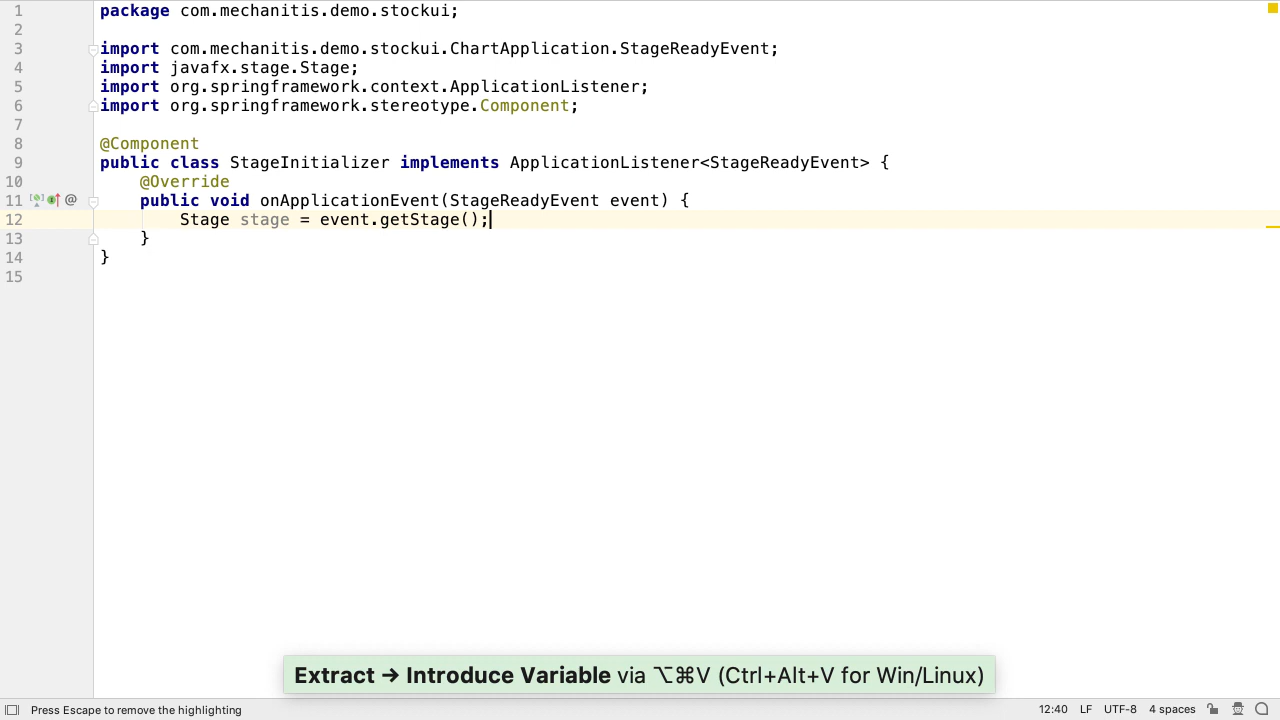 1 package com.mechanitis.demo.stockui;
2
3 import com.mechanitis.demo.stockui.ChartApplication.StageReadyEvent;
4 import javafx.stage.Stage;
5 import org.springframework.context.ApplicationListener;
6 import org.springframework.stereotype.Component;
7
8 @Component
9 public class StageInitializer implements ApplicationListener<StageReadyEvent> {
10     @Override
11 @     public void onApplicationEvent(StageReadyEvent event) {
12         Stage stage = event.getStage();
13     }
14 }
15
Extract → Introduce Variable via ⌥⌘V (Ctrl+Alt+V for Win/Linux)
Press Escape to remove the highlighting 12:40 LF UTF-8 4 spaces